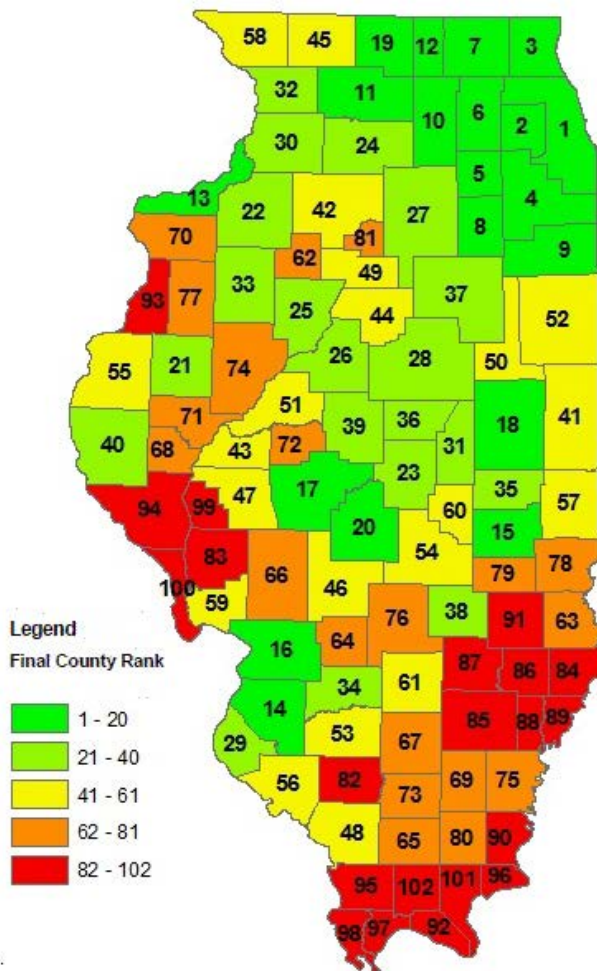 58 45 19 12 7 3
32 11 10 6 2 1
30 24 5
13 22 42 27 4
70 62 81 8 9
93 77 33 49 37
25 44 52
55 21 74 26 28 50
51 41
71 36 18
40 68 43 72 39 31
23
94 99 47 17 60 35 57
20 15
83 54
100 66 46 79 78
59 76 38 91 63
Legend
Final County Rank
16 64 87 86 84
34 61
1 - 20
14 85 88 89
21 - 40
29 53 67
41 - 61
56 82 73 69 75
62 - 81
48 65 80 90
82 - 102
95 102 101 96
98 97 92